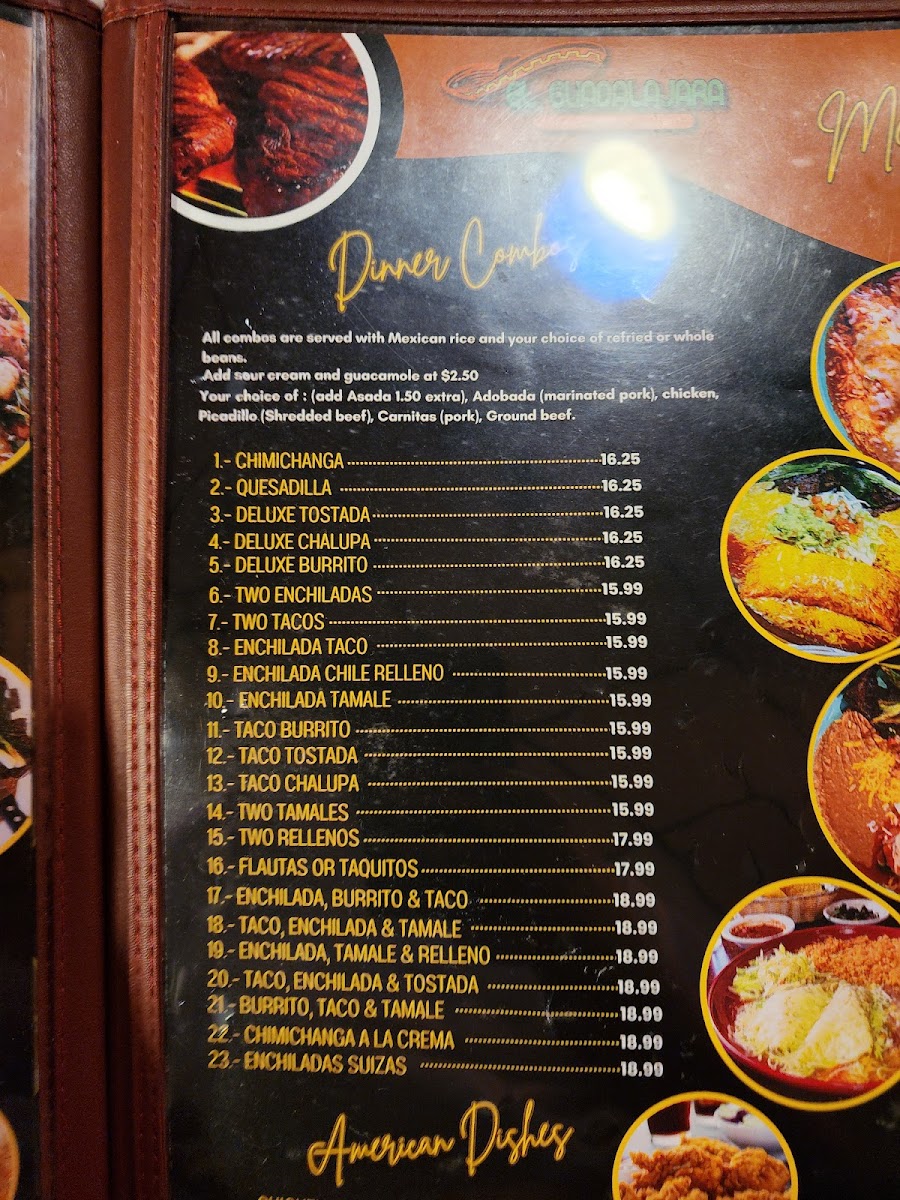 EL GUADALAJARA
Dinner Combos
All combos are served with Mexican rice and your choice of refried or whole
beans.
Add sour cream and guacamole at $2.50
Your choice of : (add Asada 1.50 extra), Adobada (marinated pork), chicken,
Picadillo (Shredded beef), Carnitas (pork), Ground beef.
1.- CHIMICHANGA 16.25
2.- QUESADILLA 16.25
3.- DELUXE TOSTADA 16.25
4.- DELUXE CHALUPA 16.25
5.- DELUXE BURRITO 16.25
6.- TWO ENCHILADAS 15.99
7.- TWO TACOS 15.99
8.- ENCHILADA TACO 15.99
9.- ENCHILADA CHILE RELLENO 15.99
10.- ENCHILADA TAMALE 15.99
11.- TACO BURRITO 15.99
12.- TACO TOSTADA 15.99
13.- TACO CHALUPA 15.99
14.- TWO TAMALES 15.99
15.- TWO RELLENOS 17.99
16.- FLAUTAS OR TAQUITOS 17.99
17.- ENCHILADA, BURRITO & TACO 18.99
18.- TACO, ENCHILADA & TAMALE 18.99
19.- ENCHILADA, TAMALE & RELLENO 18.99
20.- TACO, ENCHILADA & TOSTADA 18.99
21.- BURRITO, TACO & TAMALE 18.99
22.- CHIMICHANGA A LA CREMA 18.99
23.- ENCHILADAS SUIZAS 18.99
American Dishes